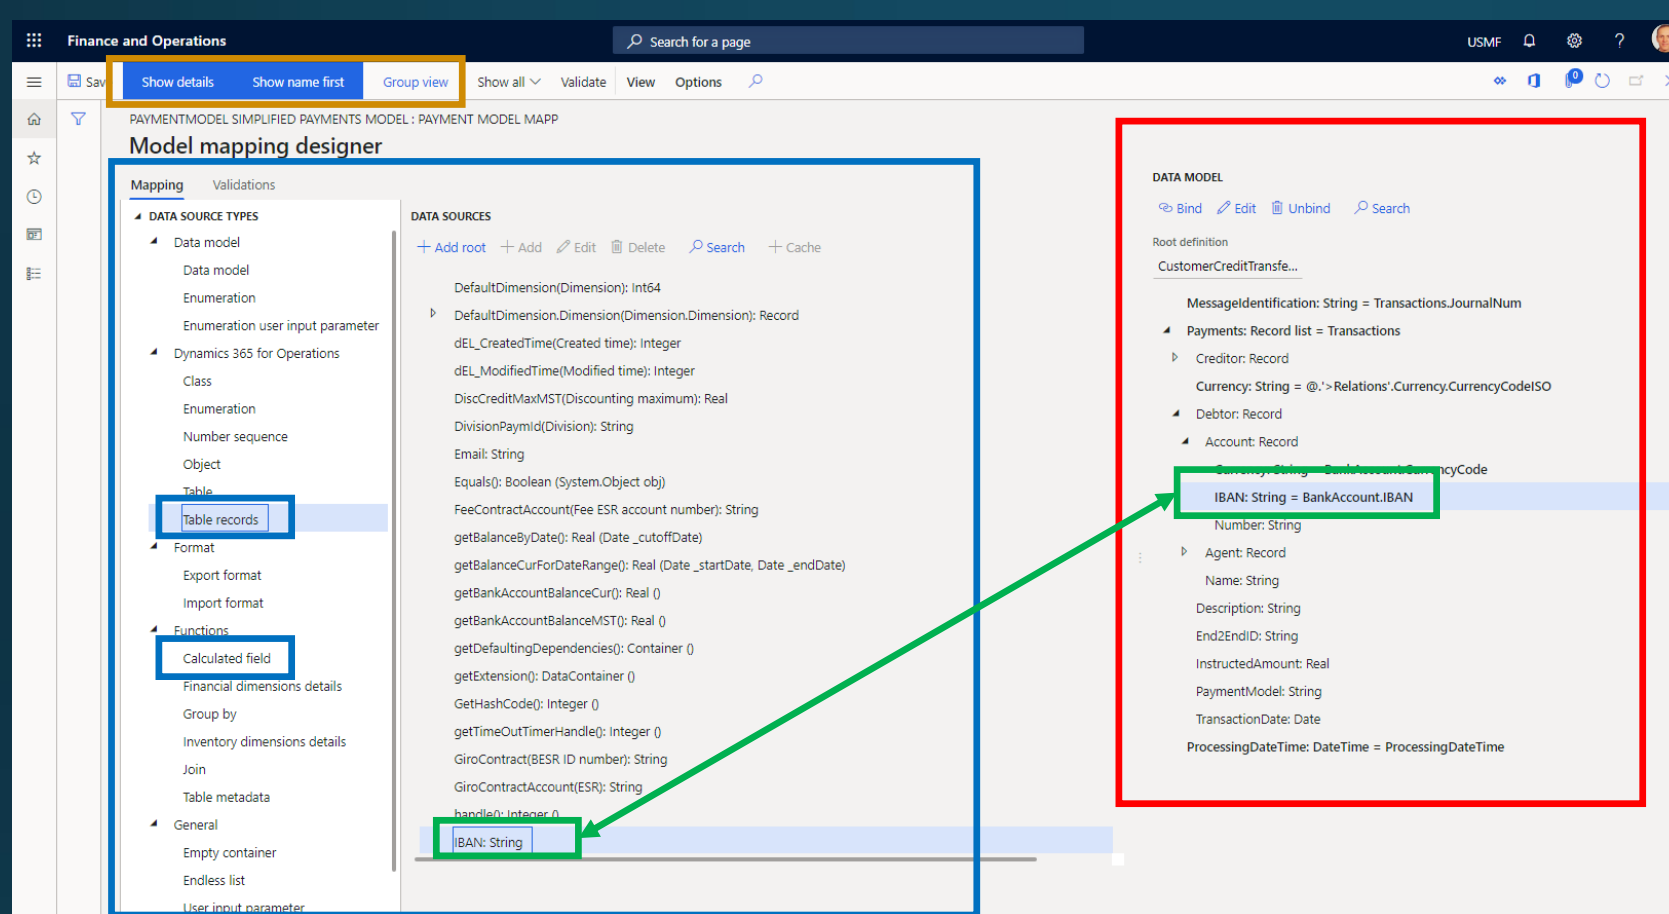 Finance and Operations
Search for a page
USMF
?
Sav
Show details
Show name first
Group view
Show all
Validate
View
Options
0
PAYMENTMODEL SIMPLIFIED PAYMENTS MODEL : PAYMENT MODEL MAPP
Model mapping designer
Mapping
Validations
DATA SOURCE TYPES
Data model
Data model
Enumeration
Enumeration user input parameter
Dynamics 365 for Operations
Class
Enumeration
Number sequence
Object
Table
Table records
Format
Export format
Import format
Functions
Calculated field
Financial dimensions details
Group by
Inventory dimensions details
Join
Table metadata
General
Empty container
Endless list
User input parameter
DATA SOURCES
Add root
Add
Edit
Delete
Search
Cache
DefaultDimension(Dimension): Int64
DefaultDimension.Dimension(Dimension.Dimension): Record
dEL_CreatedTime(Created time): Integer
dEL_ModifiedTime(Modified time): Integer
DiscCreditMaxMST(Discounting maximum): Real
DivisionPaymId(Division): String
Email: String
Equals(): Boolean (System.Object obj)
FeeContractAccount(Fee ESR account number): String
getBalanceByDate(): Real (Date _cutoffDate)
getBalanceCurForDateRange(): Real (Date _startDate, Date _endDate)
getBankAccountBalanceCur(): Real ()
getBankAccountBalanceMST(): Real ()
getDefaultingDependencies(): Container ()
getExtension(): DataContainer ()
GetHashCode(): Integer ()
getTimeOutTimerHandle(): Integer ()
GiroContract(BESR ID number): String
GiroContractAccount(ESR): String
handle(): Integer ()
IBAN: String
DATA MODEL
Bind
Edit
Unbind
Search
Root definition
CustomerCreditTransfe...
MessageIdentification: String = Transactions.JournalNum
Payments: Record list = Transactions
Creditor: Record
Currency: String = @.'>Relations'.Currency.CurrencyCodeISO
Debtor: Record
Account: Record
Currency: String = BankAccount.CurrencyCode
IBAN: String = BankAccount.IBAN
Number: String
Agent: Record
Name: String
Description: String
End2EndID: String
InstructedAmount: Real
PaymentModel: String
TransactionDate: Date
ProcessingDateTime: DateTime = ProcessingDateTime